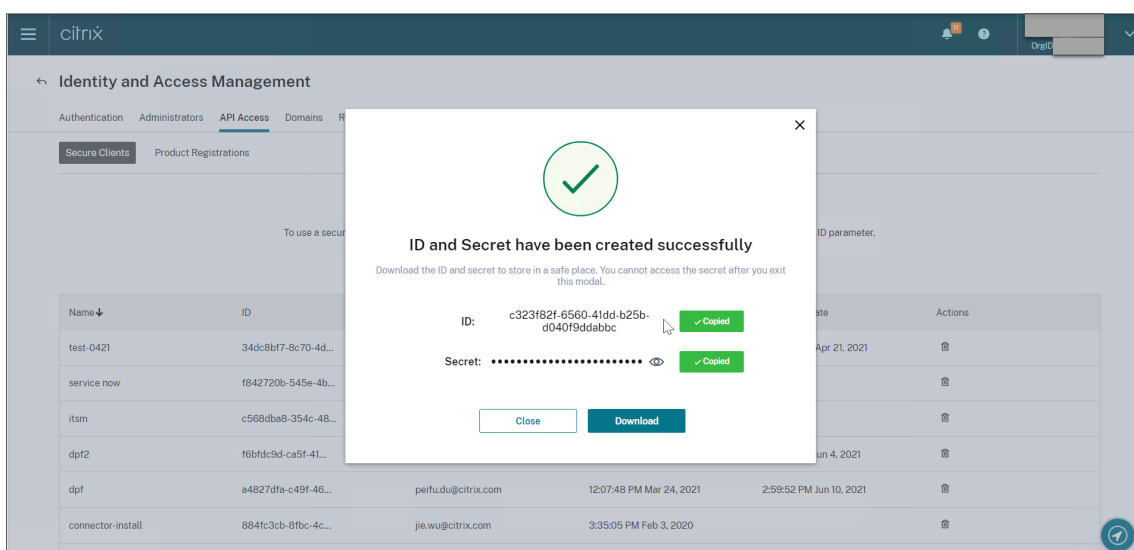 citrix
11
?
OrgID
Identity and Access Management
Authentication Administrators API Access Domains R
Secure Clients Product Registrations
To use a secur ID parameter.
ID and Secret have been created successfully
Download the ID and secret to store in a safe place. You cannot access the secret after you exit
this modal.
ID: c323f82f-6560-41dd-b25b-
d040f9ddabbc
Copied
Secret: ••••••••••••••••••••••••
Copied
Close Download
Name ID ate Actions
test-0421 34dc8bf7-8c70-4d... Apr 21, 2021
service now f842720b-545e-4b...
itsm c568dba8-354c-48...
dpf2 f6bfdc9d-ca5f-41... un 4, 2021
dpf a4827dfa-c49f-46... peifu.du@citrix.com 12:07:48 PM Mar 24, 2021 2:59:52 PM Jun 10, 2021
connector-install 884fc3cb-8fbc-4c... jie.wu@citrix.com 3:35:05 PM Feb 3, 2020